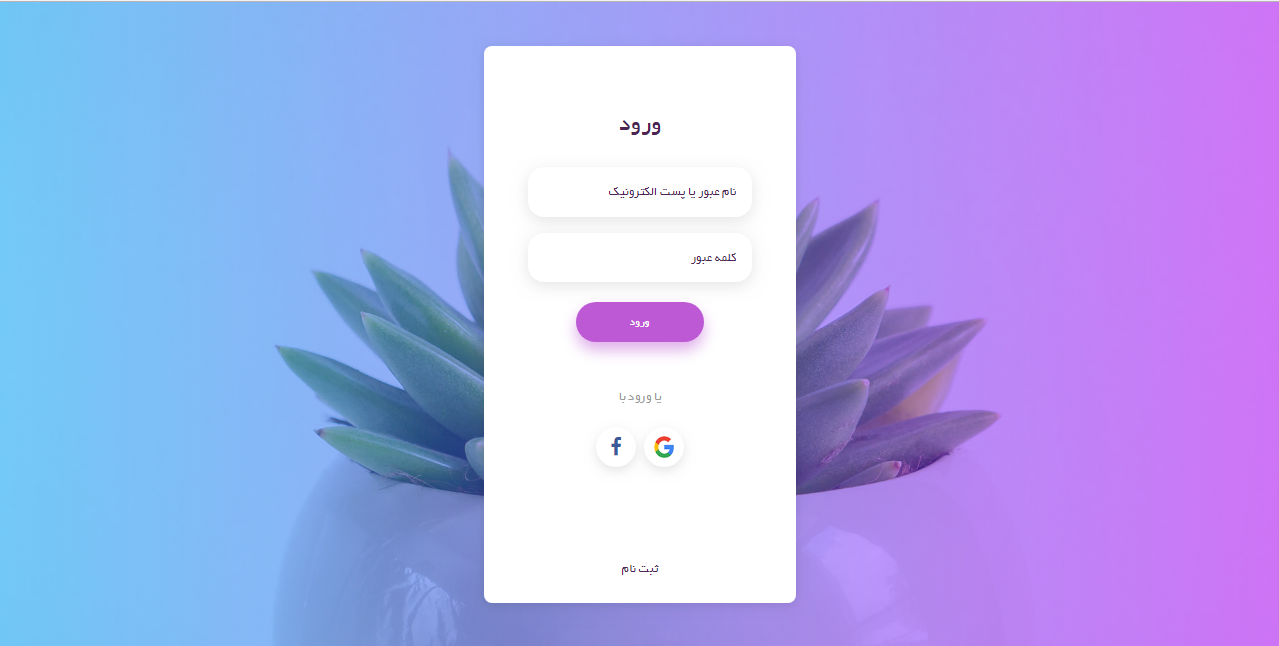 ورود
نام عبور یا پست الکترونیک
کلمه عبور
ورود
یا ورود با
ثبت نام